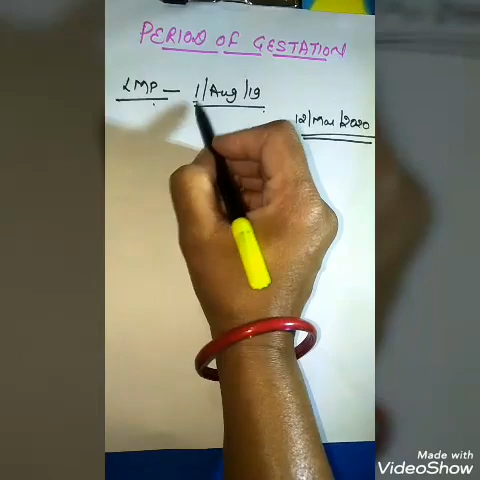 PERIOD OF GESTATION
LMP - 1/Aug/19
12/Mar/2020
Made with
VideoShow